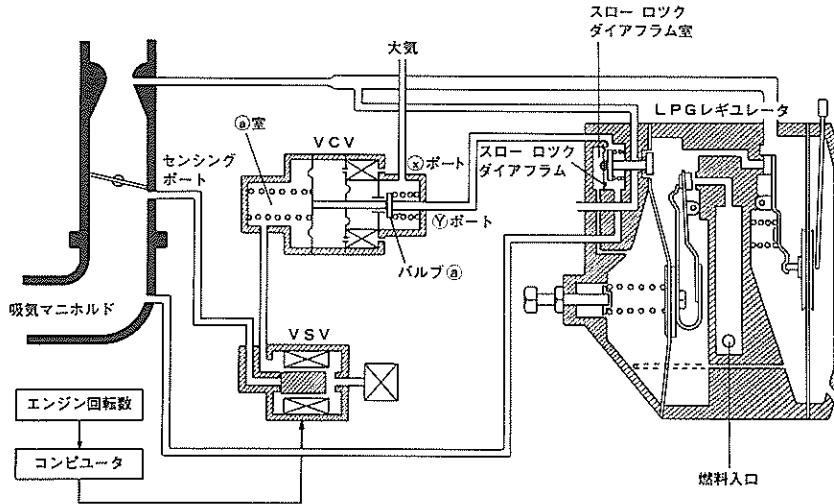 スロー ロツク
ダイアフラム室
大気
LPGレギユレータ
ⓐ室
VCV
ⓧポート
スロー ロツク
ダイアフラム
センシング
ポート
Ⓨポート
バルブⓐ
吸気マニホルド
VSV
エンジン回転数
コンピユータ
燃料入口